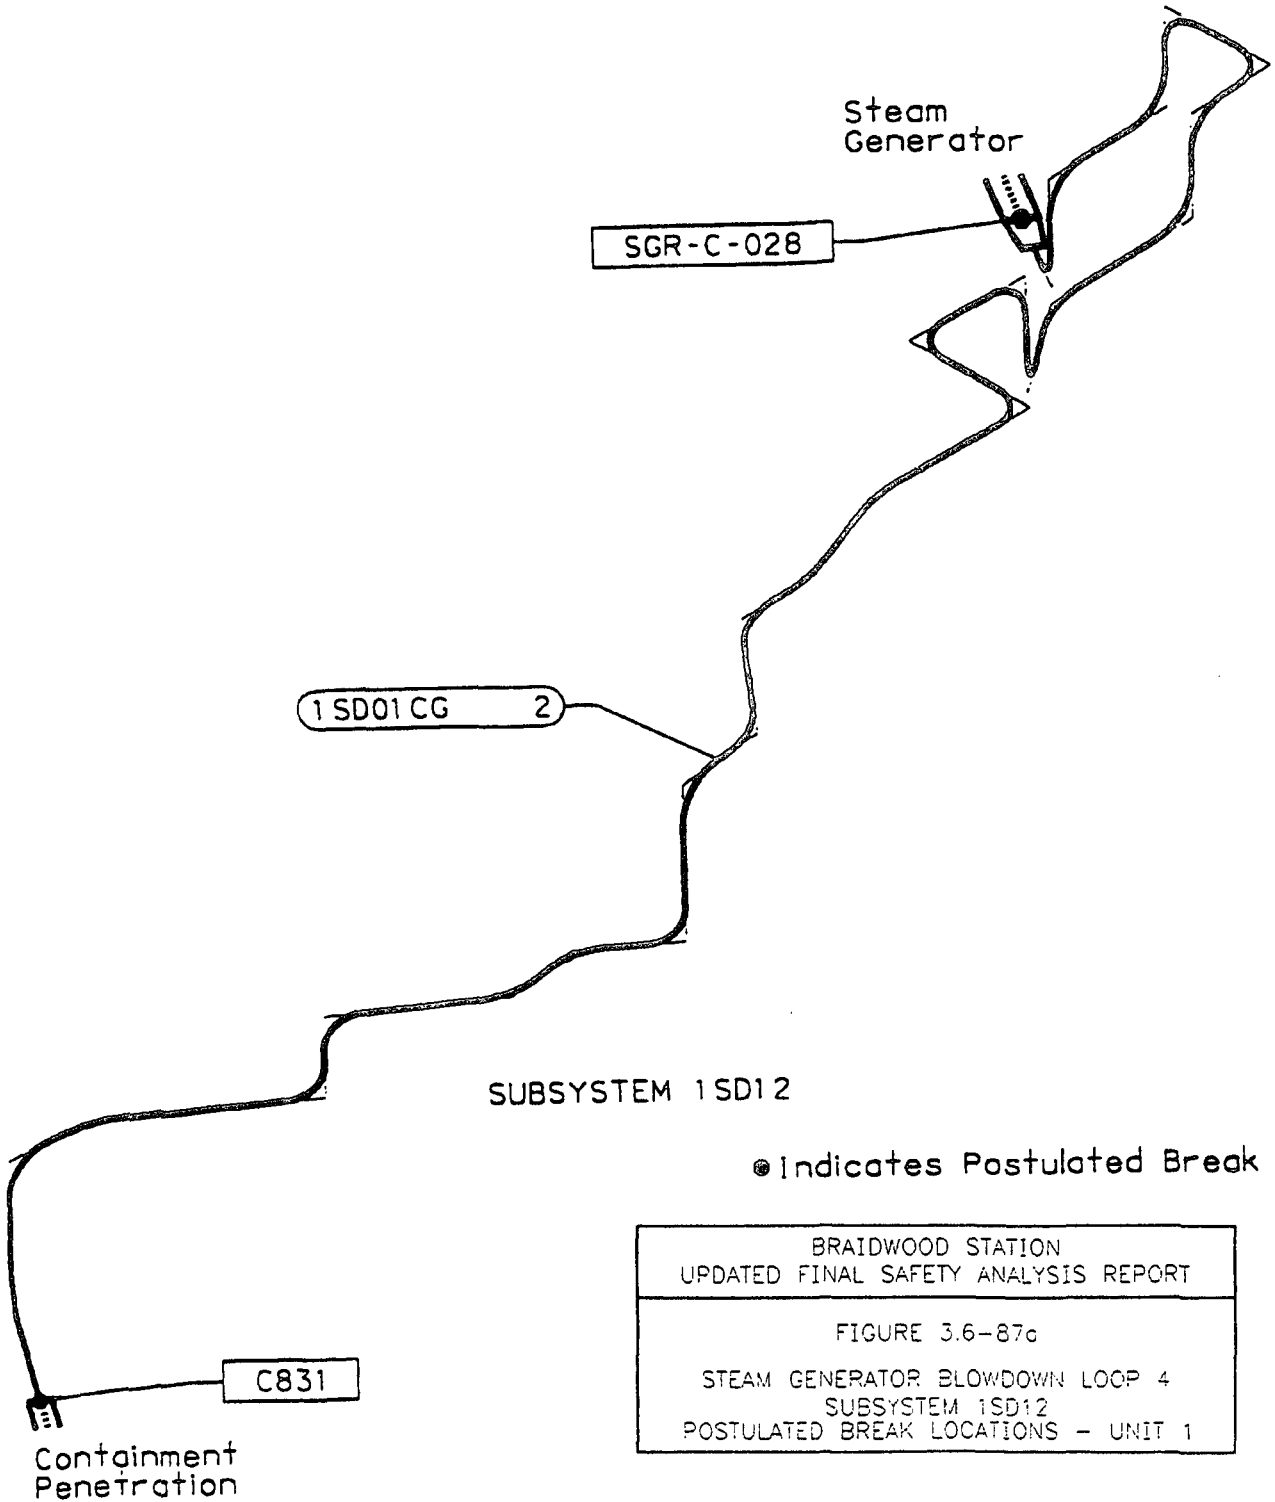 Steam
Generator
SGR-C-028
1SD01CG 2
SUBSYSTEM 1SD12
Indicates Postulated Break
BRAIDWOOD STATION
UPDATED FINAL SAFETY ANALYSIS REPORT
FIGURE 3.6-87a
STEAM GENERATOR BLOWDOWN LOOP 4
SUBSYSTEM 1SD12
POSTULATED BREAK LOCATIONS - UNIT 1
C831
Containment
Penetration